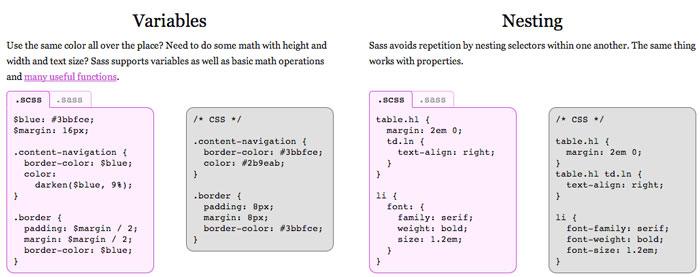 Variables
Use the same color all over the place? Need to do some math with height and
width and text size? Sass supports variables as well as basic math operations
and many useful functions.
.scss .sass
$blue: #3bbfce;
$margin: 16px;
.content-navigation {
border-color: $blue;
color:
darken($blue, 9%);
}
.border {
padding: $margin / 2;
margin: $margin / 2;
border-color: $blue;
}
/* CSS */
.content-navigation {
border-color: #3bbfce;
color: #2b9eab;
}
.border {
padding: 8px;
margin: 8px;
border-color: #3bbfce;
}
Nesting
Sass avoids repetition by nesting selectors within one another. The same thing
works with properties.
.scss .sass
table.hl {
margin: 2em 0;
td.ln {
text-align: right;
}
}
li {
font: {
family: serif;
weight: bold;
size: 1.2em;
}
}
/* CSS */
table.hl {
margin: 2em 0;
}
table.hl td.ln {
text-align: right;
}
li {
font-family: serif;
font-weight: bold;
font-size: 1.2em;
}